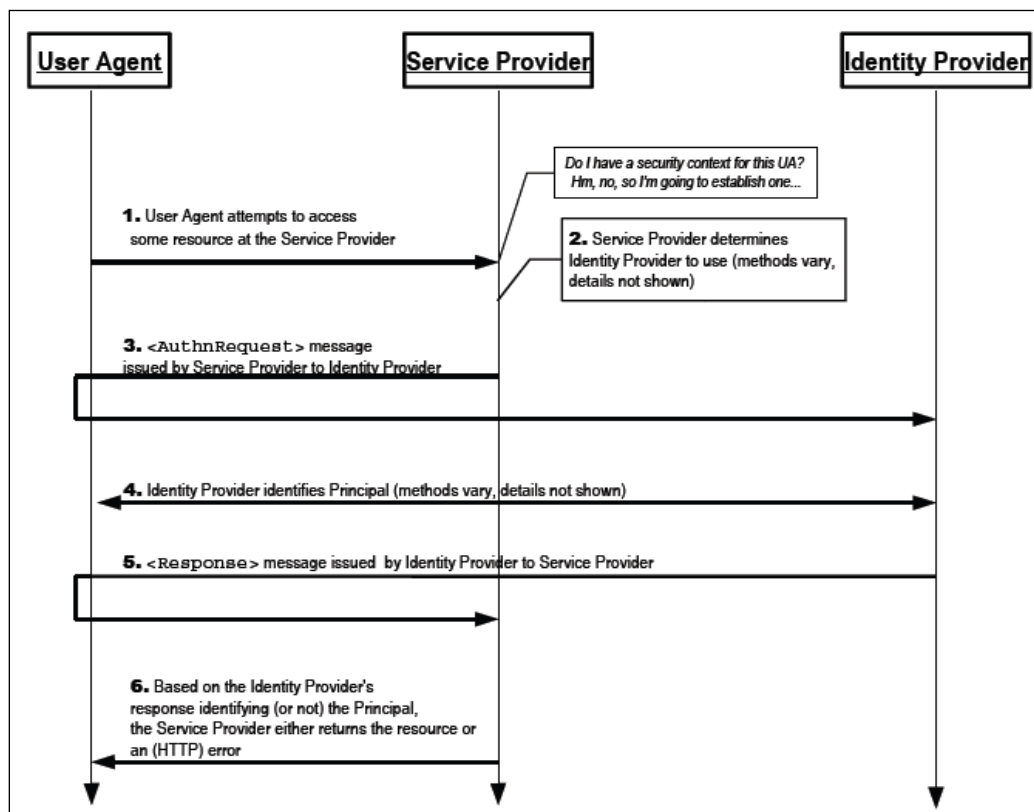 User Agent
Service Provider
Identity Provider
Do I have a security context for this UA?
Hm, no, so I'm going to establish one...
1. User Agent attempts to access
some resource at the Service Provider
2. Service Provider determines
Identity Provider to use (methods vary,
details not shown)
3. <AuthnRequest> message
issued by Service Provider to Identity Provider
4. Identity Provider identifies Principal (methods vary, details not shown)
5. <Response> message issued by Identity Provider to Service Provider
6. Based on the Identity Provider's
response identifying (or not) the Principal,
the Service Provider either returns the resource or
an (HTTP) error